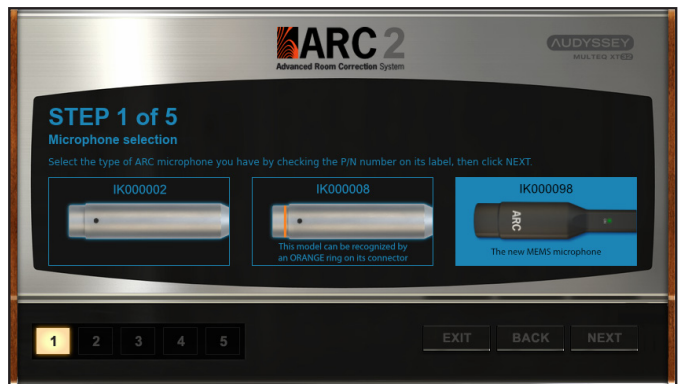 ARC 2
Advanced Room Correction System
AUDYSSEY
MULTEQ XT32
STEP 1 of 5
Microphone selection
Select the type of ARC microphone you have by checking the P/N number on its label, then click NEXT.
IK000002
IK000008
This model can be recognized by
an ORANGE ring on its connector
IK000098
ARC
The new MEMS microphone
1 2 3 4 5
EXIT BACK NEXT